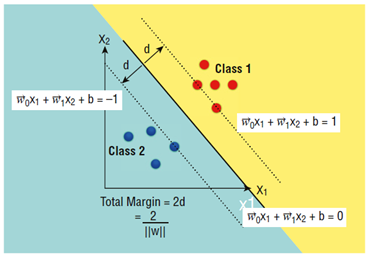 X₂
d
d
Class 1
w⃗₀x₁ + w⃗₁x₂ + b = −1
w⃗₀x₁ + w⃗₁x₂ + b = 1
Class 2
X₁
Total Margin = 2d
= 2
||w||
x1
w⃗₀x₁ + w⃗₁x₂ + b = 0